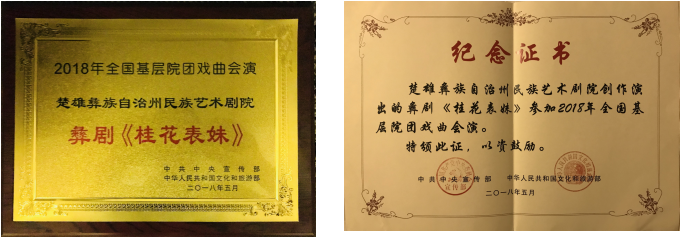 2018年全国基层院团戏曲会演
楚雄彝族自治州民族艺术剧院
彝剧《桂花表妹》
中共中央宣传部
中华人民共和国文化和旅游部
二〇一八年五月
纪念证书
楚雄彝族自治州民族艺术剧院创作演
出的彝剧《桂花表妹》参加2018年全国基
层院团戏曲会演。
特颁此证，以资鼓励。
中共中央宣传部 中华人民共和国文化和旅游部
二〇一八年五月